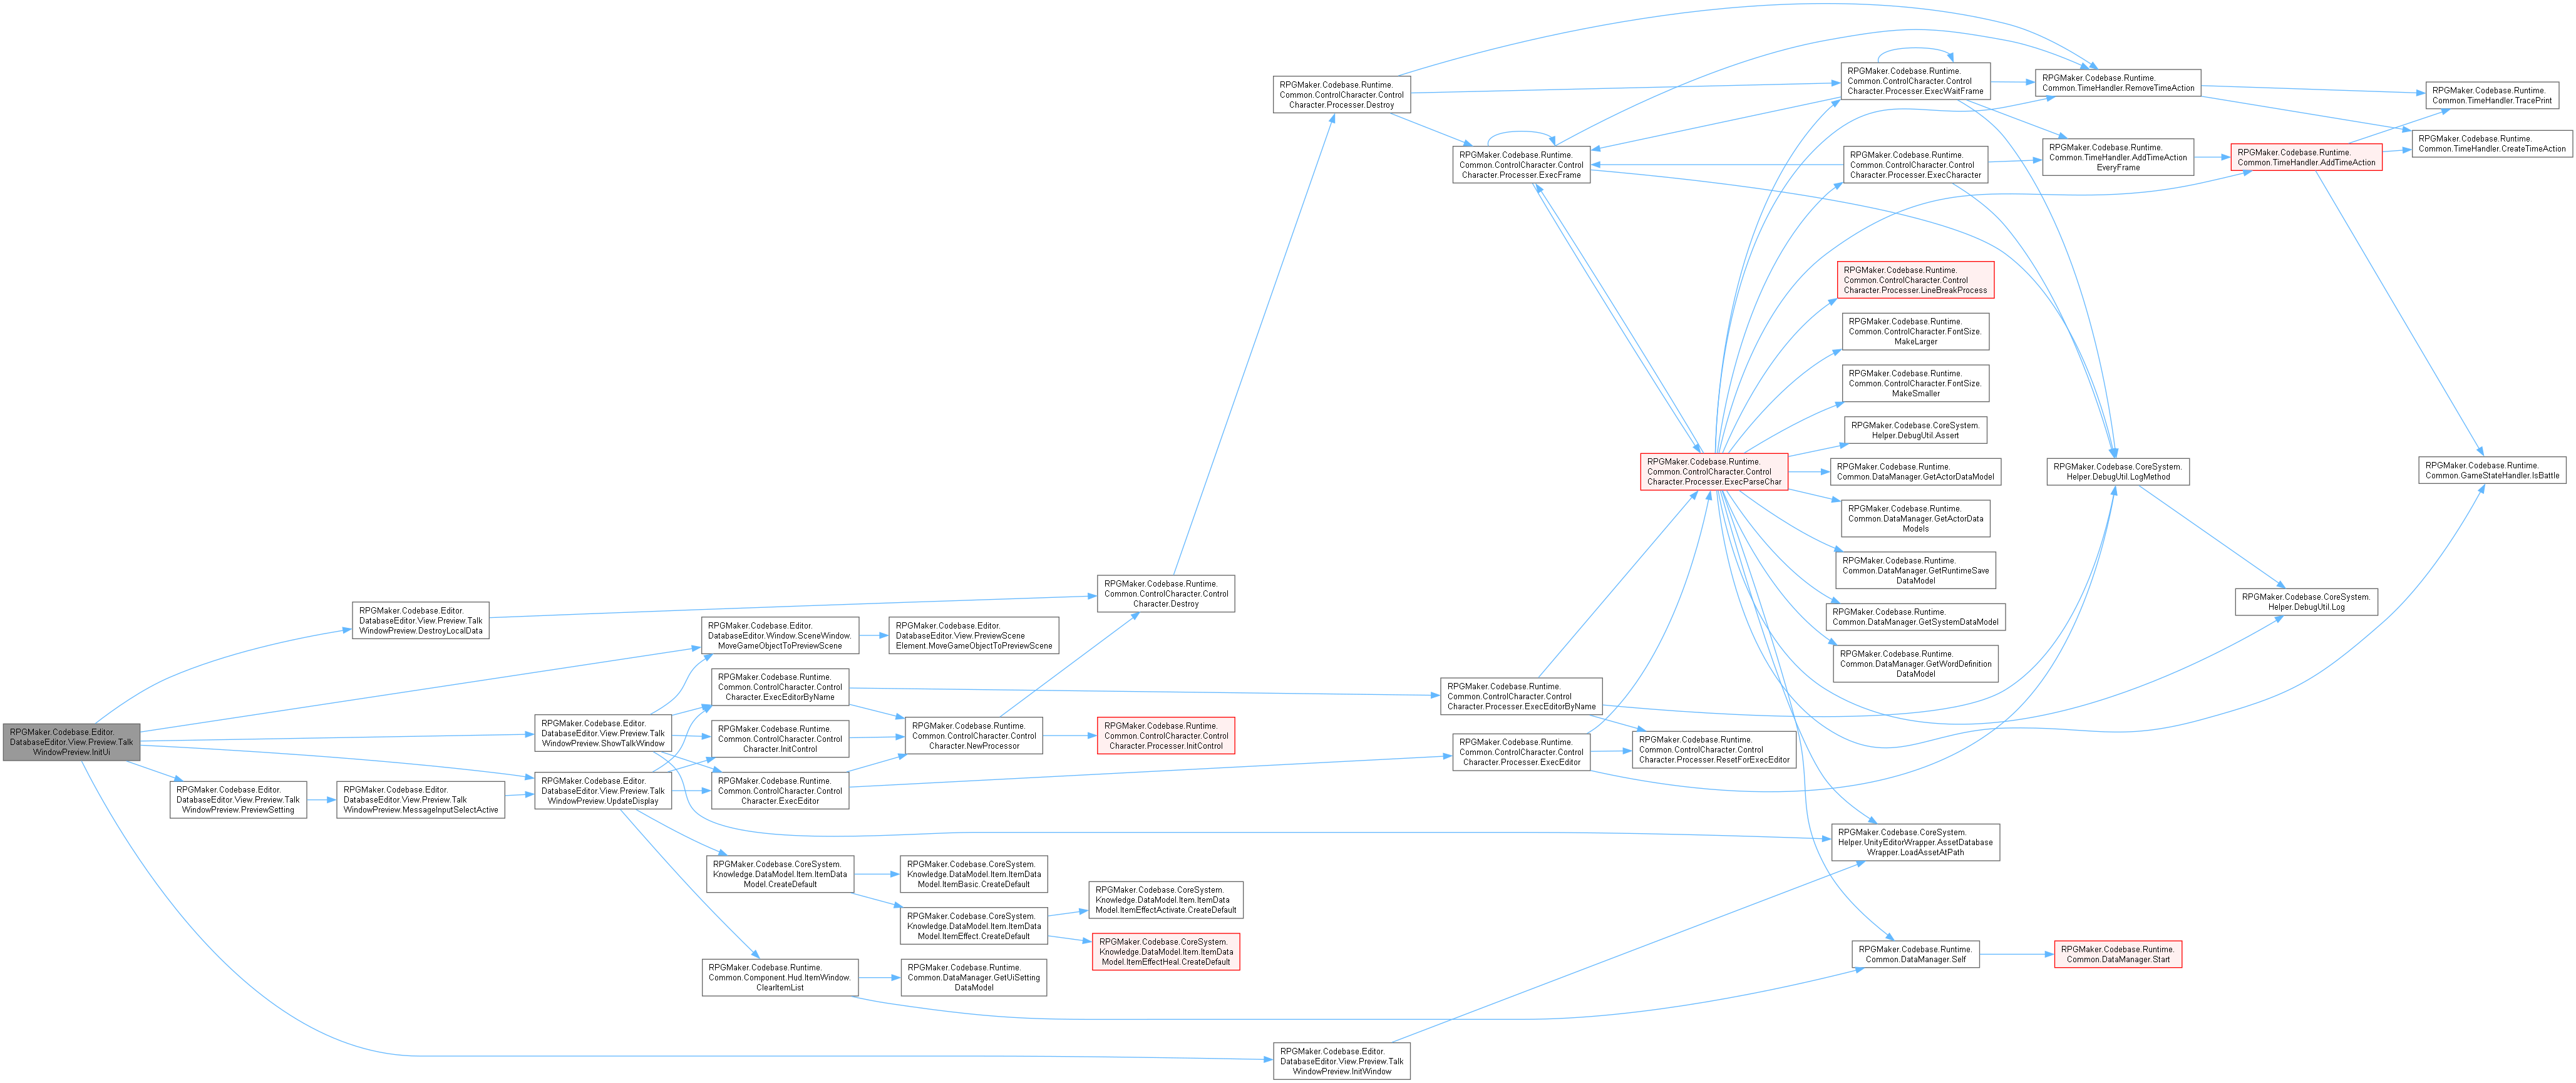 RPGMaker.Codebase.Editor.
DatabaseEditor.View.Preview.Talk
WindowPreview.InitUi
RPGMaker.Codebase.Editor.
DatabaseEditor.View.Preview.Talk
WindowPreview.DestroyLocalData
RPGMaker.Codebase.Editor.
DatabaseEditor.View.Preview.Talk
WindowPreview.PreviewSetting
RPGMaker.Codebase.Editor.
DatabaseEditor.View.Preview.Talk
WindowPreview.MessageInputSelectActive
RPGMaker.Codebase.Editor.
DatabaseEditor.View.Preview.Talk
WindowPreview.ShowTalkWindow
RPGMaker.Codebase.Editor.
DatabaseEditor.View.Preview.Talk
WindowPreview.UpdateDisplay
RPGMaker.Codebase.Editor.
DatabaseEditor.Window.SceneWindow.
MoveGameObjectToPreviewScene
RPGMaker.Codebase.Editor.
DatabaseEditor.View.PreviewScene
Element.MoveGameObjectToPreviewScene
RPGMaker.Codebase.Runtime.
Common.ControlCharacter.Control
Character.ExecEditorByName
RPGMaker.Codebase.Runtime.
Common.ControlCharacter.Control
Character.InitControl
RPGMaker.Codebase.Runtime.
Common.ControlCharacter.Control
Character.ExecEditor
RPGMaker.Codebase.Runtime.
Common.ControlCharacter.Control
Character.NewProcessor
RPGMaker.Codebase.Runtime.
Common.ControlCharacter.Control
Character.Processer.InitControl
RPGMaker.Codebase.Runtime.
Common.ControlCharacter.Control
Character.Destroy
RPGMaker.Codebase.CoreSystem.
Knowledge.DataModel.Item.ItemData
Model.CreateDefault
RPGMaker.Codebase.CoreSystem.
Knowledge.DataModel.Item.ItemData
Model.ItemBasic.CreateDefault
RPGMaker.Codebase.CoreSystem.
Knowledge.DataModel.Item.ItemData
Model.ItemEffect.CreateDefault
RPGMaker.Codebase.CoreSystem.
Knowledge.DataModel.Item.ItemData
Model.ItemEffectActivate.CreateDefault
RPGMaker.Codebase.CoreSystem.
Knowledge.DataModel.Item.ItemData
Model.ItemEffectHeal.CreateDefault
RPGMaker.Codebase.Runtime.
Common.Component.Hud.ItemWindow.
ClearItemList
RPGMaker.Codebase.Runtime.
Common.DataManager.GetUiSetting
DataModel
RPGMaker.Codebase.Editor.
DatabaseEditor.View.Preview.Talk
WindowPreview.InitWindow
RPGMaker.Codebase.Runtime.
Common.ControlCharacter.Control
Character.Processer.Destroy
RPGMaker.Codebase.Runtime.
Common.ControlCharacter.Control
Character.Processer.ExecFrame
RPGMaker.Codebase.Runtime.
Common.ControlCharacter.Control
Character.Processer.ExecEditorByName
RPGMaker.Codebase.Runtime.
Common.ControlCharacter.Control
Character.Processer.ExecEditor
RPGMaker.Codebase.Runtime.
Common.ControlCharacter.Control
Character.Processer.ExecParseChar
RPGMaker.Codebase.Runtime.
Common.ControlCharacter.Control
Character.Processer.ResetForExecEditor
RPGMaker.Codebase.Runtime.
Common.ControlCharacter.Control
Character.Processer.ExecWaitFrame
RPGMaker.Codebase.Runtime.
Common.ControlCharacter.Control
Character.Processer.ExecCharacter
RPGMaker.Codebase.Runtime.
Common.ControlCharacter.Control
Character.Processer.LineBreakProcess
RPGMaker.Codebase.Runtime.
Common.ControlCharacter.FontSize.
MakeLarger
RPGMaker.Codebase.Runtime.
Common.ControlCharacter.FontSize.
MakeSmaller
RPGMaker.Codebase.CoreSystem.
Helper.DebugUtil.Assert
RPGMaker.Codebase.Runtime.
Common.DataManager.GetActorDataModel
RPGMaker.Codebase.Runtime.
Common.DataManager.GetActorData
Models
RPGMaker.Codebase.Runtime.
Common.DataManager.GetRuntimeSave
DataModel
RPGMaker.Codebase.Runtime.
Common.DataManager.GetSystemDataModel
RPGMaker.Codebase.Runtime.
Common.DataManager.GetWordDefinition
DataModel
RPGMaker.Codebase.CoreSystem.
Helper.UnityEditorWrapper.AssetDatabase
Wrapper.LoadAssetAtPath
RPGMaker.Codebase.Runtime.
Common.DataManager.Self
RPGMaker.Codebase.Runtime.
Common.DataManager.Start
RPGMaker.Codebase.Runtime.
Common.TimeHandler.RemoveTimeAction
RPGMaker.Codebase.Runtime.
Common.TimeHandler.AddTimeAction
EveryFrame
RPGMaker.Codebase.Runtime.
Common.TimeHandler.AddTimeAction
RPGMaker.Codebase.Runtime.
Common.TimeHandler.TracePrint
RPGMaker.Codebase.Runtime.
Common.TimeHandler.CreateTimeAction
RPGMaker.Codebase.CoreSystem.
Helper.DebugUtil.LogMethod
RPGMaker.Codebase.CoreSystem.
Helper.DebugUtil.Log
RPGMaker.Codebase.Runtime.
Common.GameStateHandler.IsBattle